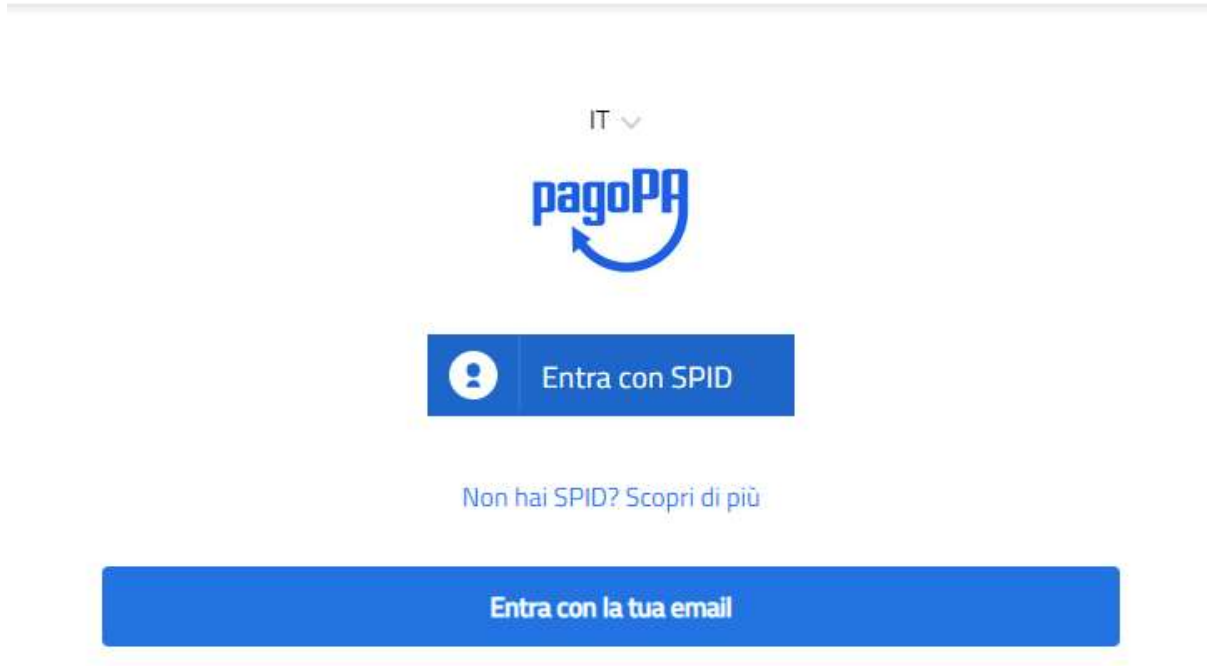 IT
pagoPA
Entra con SPID
Non hai SPID? Scopri di più
Entra con la tua email